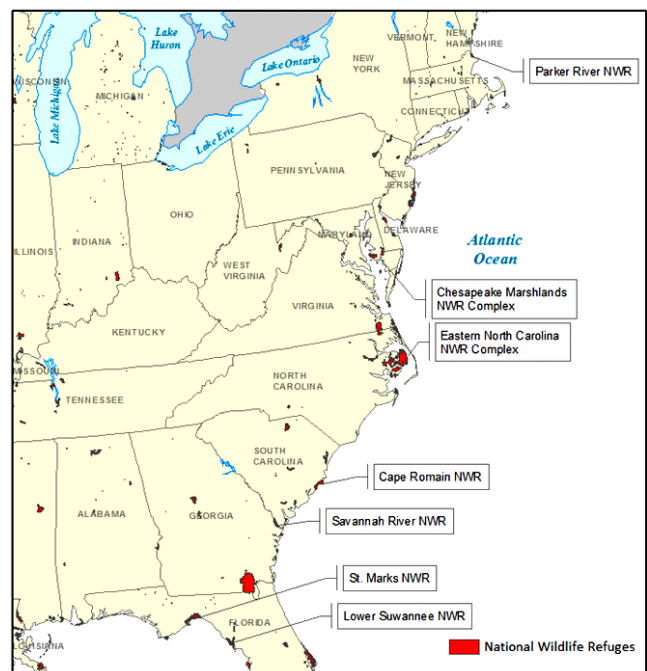 Lake
Huron
VERMONT
NEW
HAMPSHIRE
Lake Ontario
NEW
YORK
Parker River NWR
WISCONSIN
MICHIGAN
Lake Michigan
MASSACHUSETTS
CONNECTICUT
Lake Erie
PENNSYLVANIA
NEW
JERSEY
OHIO
INDIANA
ILLINOIS
MARYLAND
DELAWARE
Atlantic
Ocean
WEST
VIRGINIA
Chesapeake Marshlands
NWR Complex
VIRGINIA
KENTUCKY
Eastern North Carolina
NWR Complex
MISSOURI
NORTH
CAROLINA
TENNESSEE
SOUTH
CAROLINA
Cape Romain NWR
ALABAMA
GEORGIA
Savannah River NWR
St. Marks NWR
FLORIDA
Lower Suwannee NWR
LOUISIANA
National Wildlife Refuges